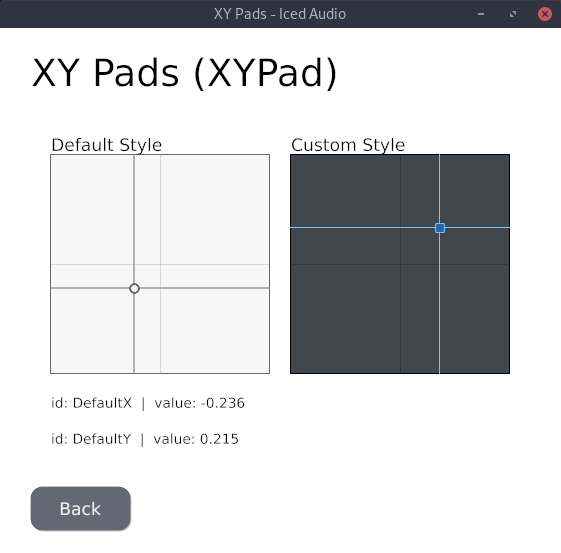 XY Pads - Iced Audio
XY Pads (XYPad)
Default Style
Custom Style
id: DefaultX | value: -0.236
id: DefaultY | value: 0.215
Back